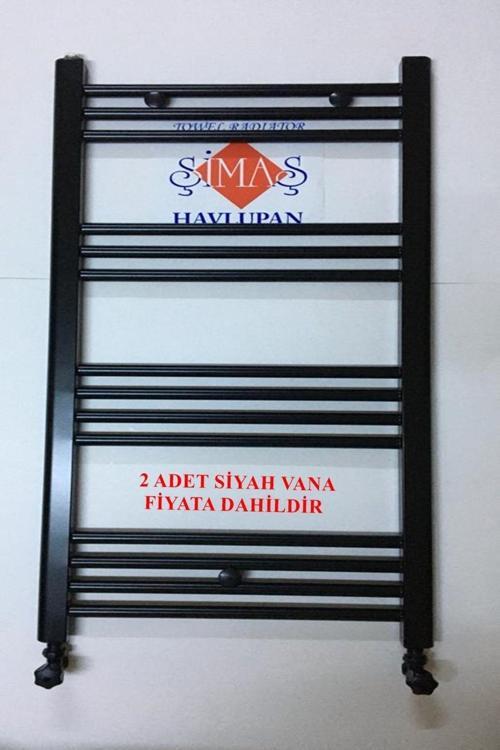 TOWEL RADIATOR
ŞİMAŞ
HAVLUPAN
2 ADET SİYAH VANA
FİYATA DAHİLDİR